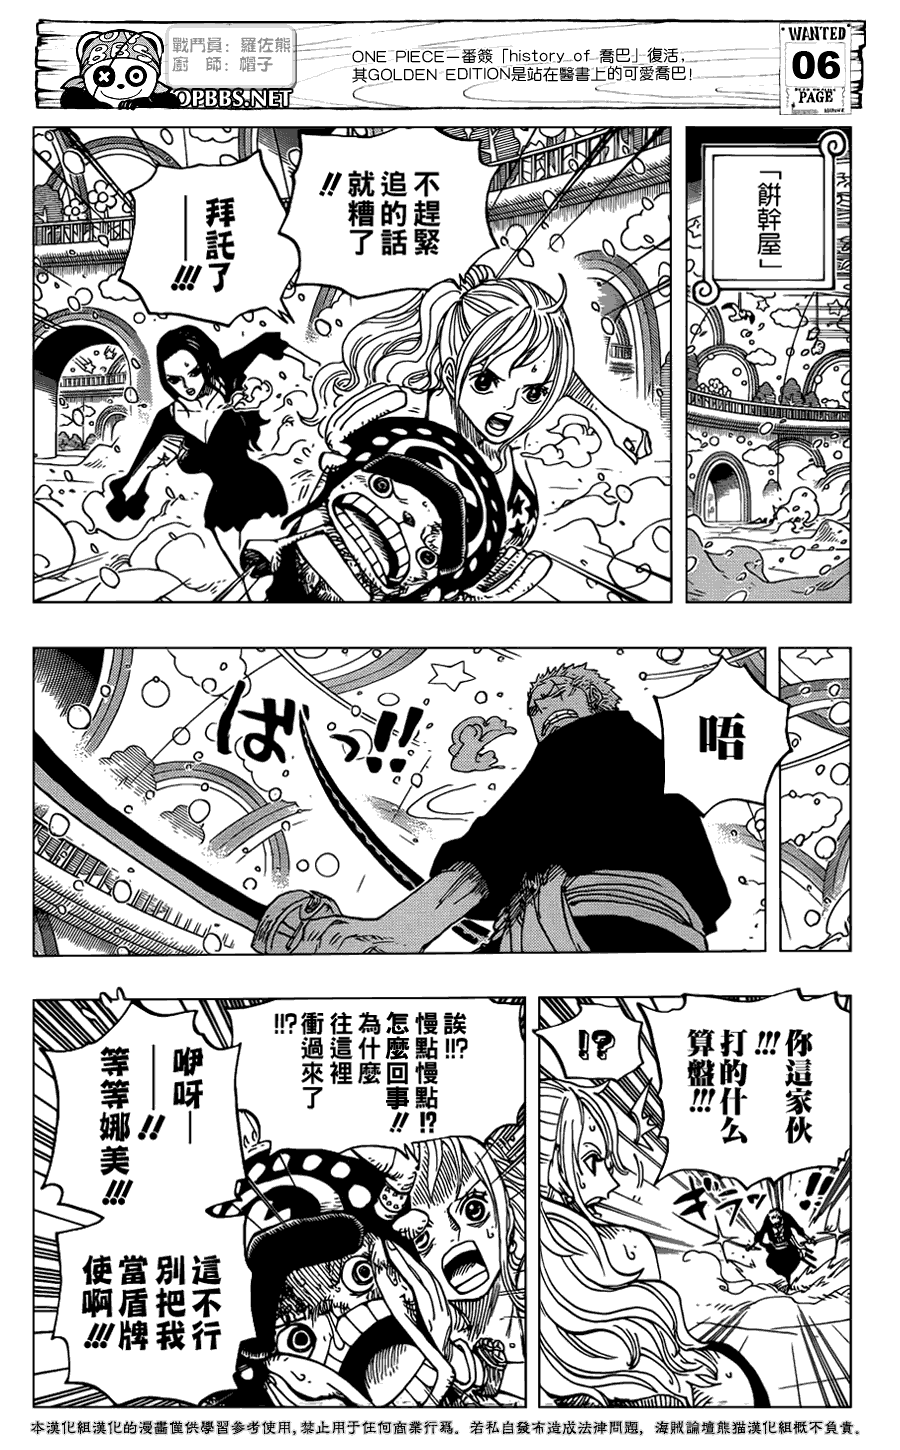 戰鬥員: 羅佐熊
廚 師: 帽子
OPBBS.NET
ONE PIECE一番簽「history of 喬巴」復活,
其GOLDEN EDITION是站在醫書上的可愛喬巴!
WANTED
06
PAGE
「餅幹屋」
不趕緊
追的話
就糟了
!!
拜託了
——!!!
唔
ばっ!!
你這家伙
!!!
打的什么
算盤!!!
ギラッ!!
!?
誒!!?
慢點慢點!?
怎麼回事!!
為什麼
往這裡
衝過來了
!!?
咿呀—
——!!
等等娜美!!!
這不行
別把我
當盾牌
使啊!!!
本漢化組漢化的漫畫僅供學習參考使用,禁止用于任何商業行為。若私自發布造成法律問題,海賊論壇熊猫漢化組概不負責。